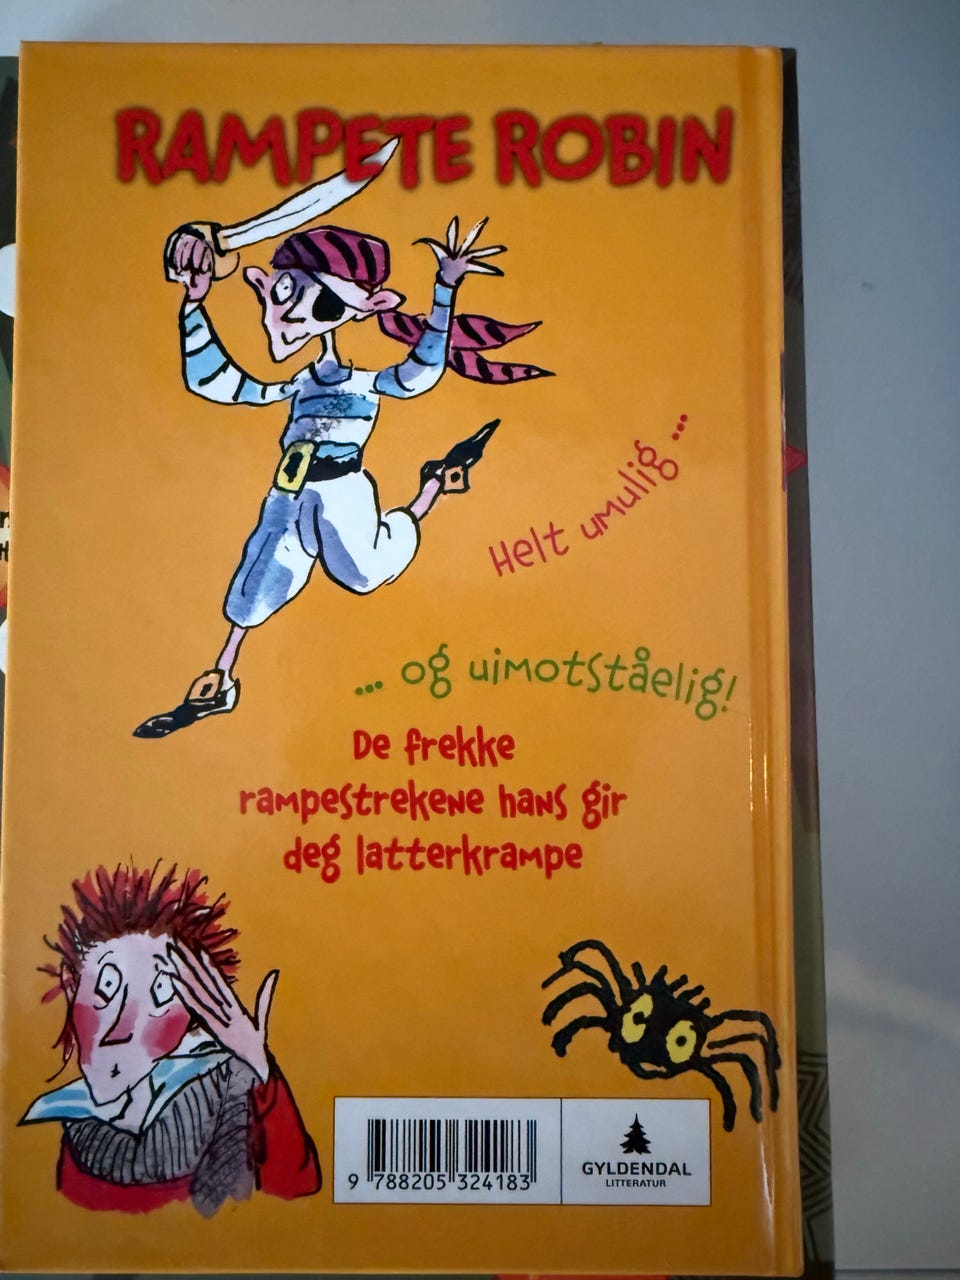 RAMPETE ROBIN
Helt umulig ...
... og uimotståelig!
De frekke
rampestrekene hans gir
deg latterkrampe
9 788205 324183
GYLDENDAL
LITTERATUR